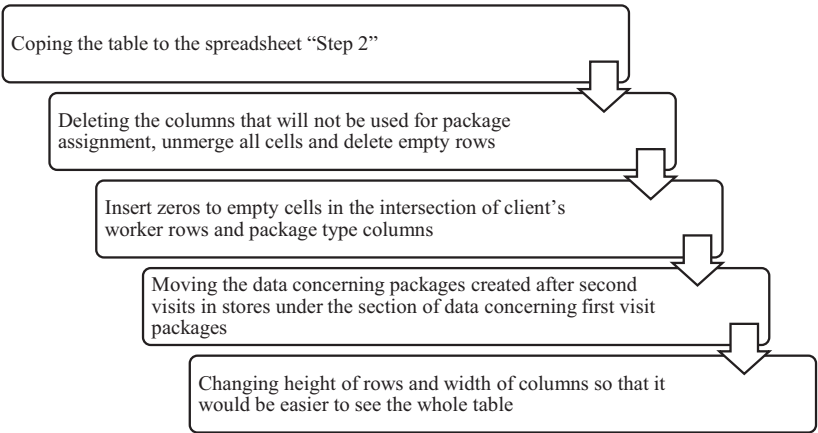 Coping the table to the spreadsheet “Step 2”
Deleting the columns that will not be used for package
assignment, unmerge all cells and delete empty rows
Insert zeros to empty cells in the intersection of client’s
worker rows and package type columns
Moving the data concerning packages created after second
visits in stores under the section of data concerning first visit
packages
Changing height of rows and width of columns so that it
would be easier to see the whole table